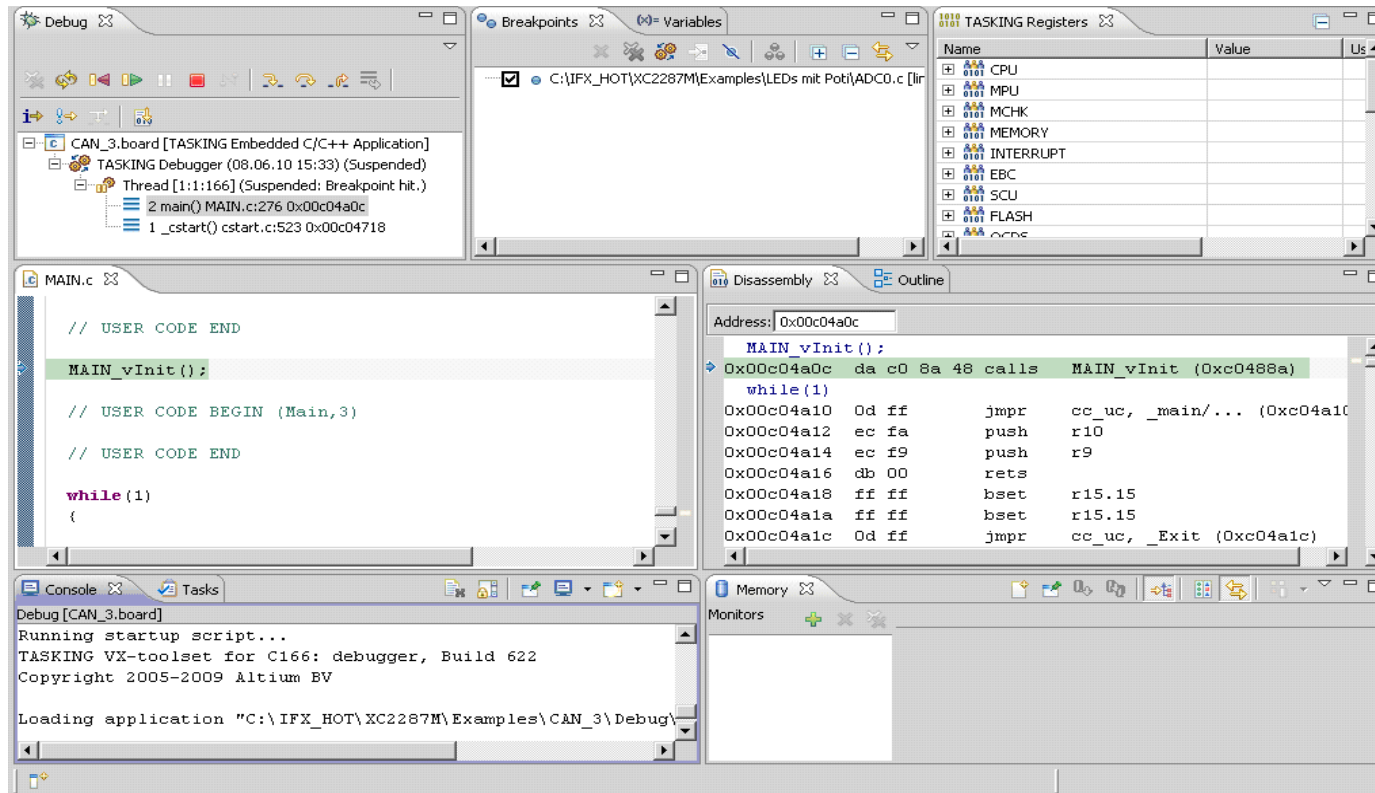 Debug
CAN_3.board [TASKING Embedded C/C++ Application]
TASKING Debugger (08.06.10 15:33) (Suspended)
Thread [1:1:166] (Suspended: Breakpoint hit.)
2 main() MAIN.c:276 0x00c04a0c
1 _cstart() cstart.c:523 0x00c04718
Breakpoints (x)= Variables
C:\IFX_HOT\XC2287M\Examples\LEDs mit Poti\ADC0.c [lin
TASKING Registers
Name Value Us
CPU
MPU
MCHK
MEMORY
INTERRUPT
EBC
SCU
FLASH
OCDS
MAIN.c
// USER CODE END
MAIN_vInit();
// USER CODE BEGIN (Main,3)
// USER CODE END
while(1)
{
Disassembly Outline
Address: 0x00c04a0c
MAIN_vInit();
0x00c04a0c da c0 8a 48 calls MAIN_vInit (0xc0488a)
while(1)
0x00c04a10 0d ff jmpr cc_uc, _main/... (0xc04a10
0x00c04a12 ec fa push r10
0x00c04a14 ec f9 push r9
0x00c04a16 db 00 rets
0x00c04a18 ff ff bset r15.15
0x00c04a1a ff ff bset r15.15
0x00c04a1c 0d ff jmpr cc_uc, _Exit (0xc04a1c)
Console Tasks
Debug [CAN_3.board]
Running startup script...
TASKING VX-toolset for C166: debugger, Build 622
Copyright 2005-2009 Altium BV
Loading application "C:\IFX_HOT\XC2287M\Examples\CAN_3\Debug\
Memory
Monitors